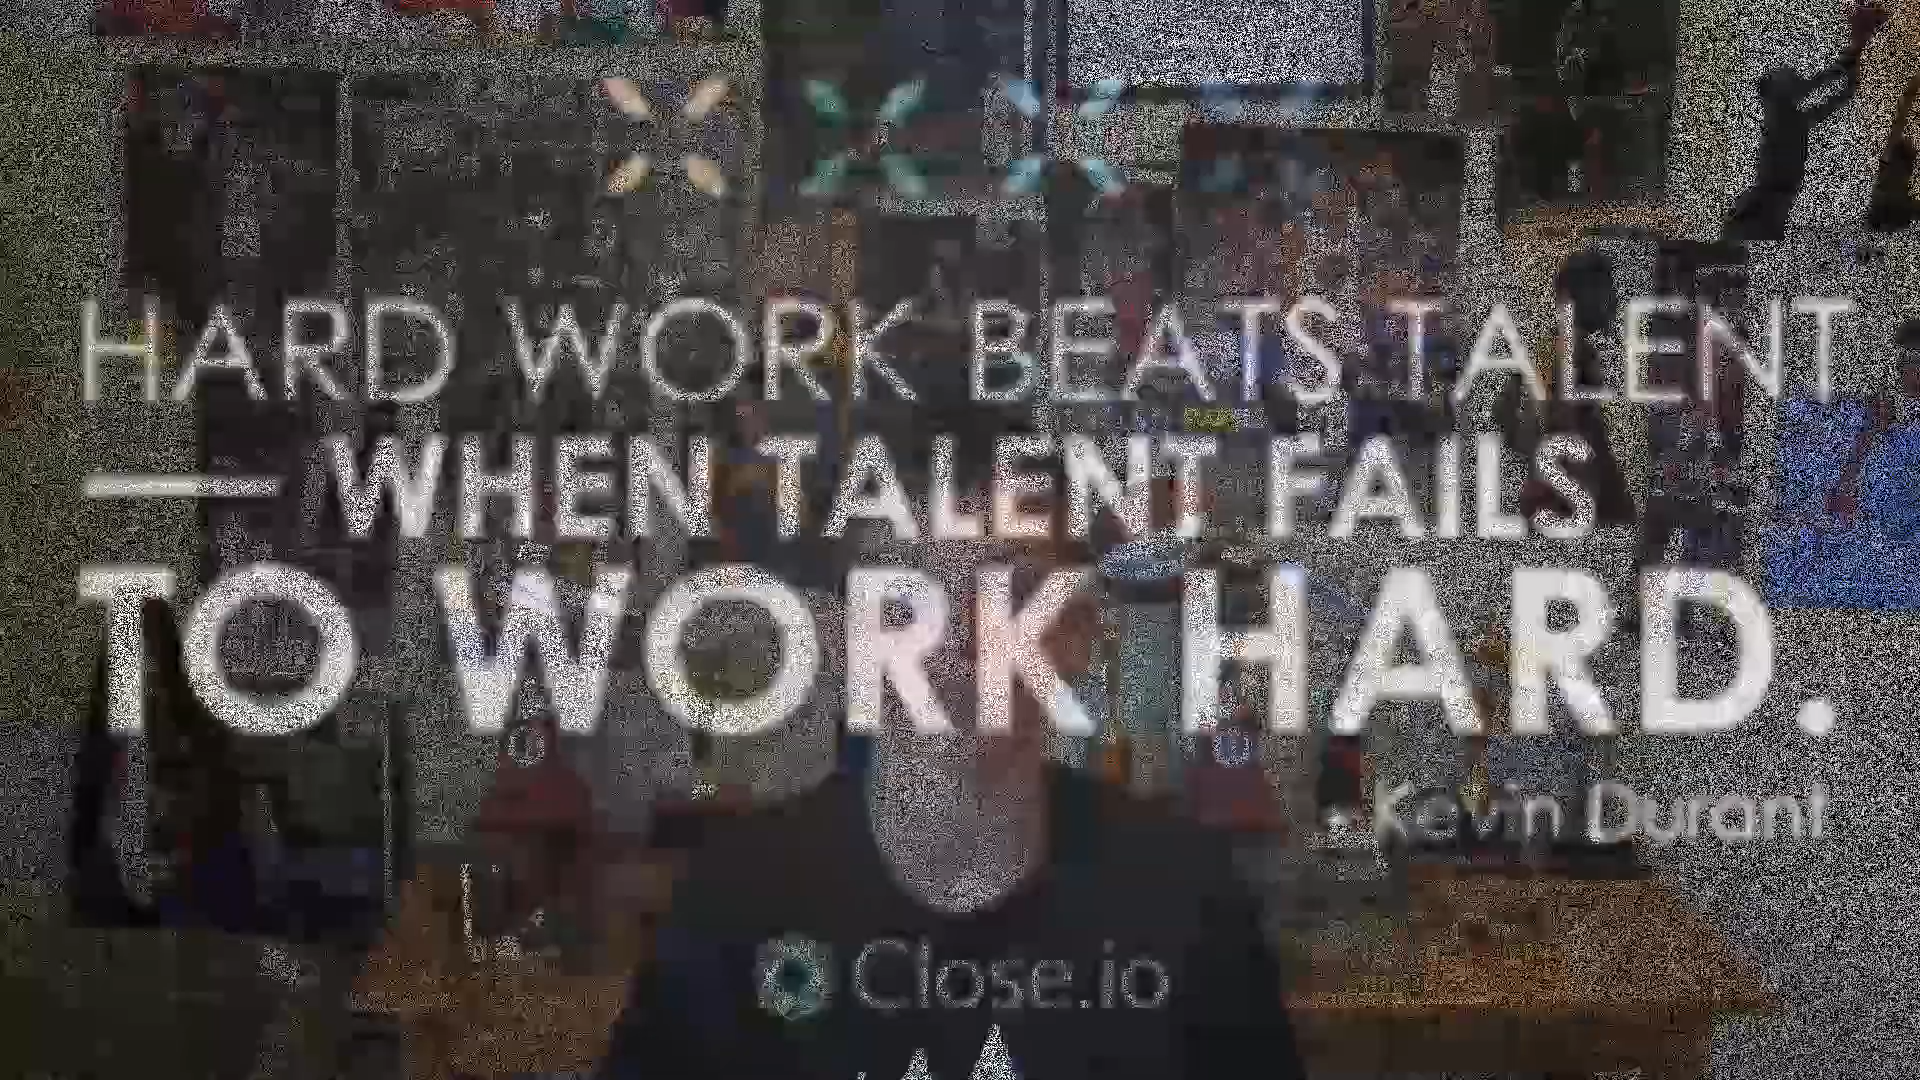 HARD WORK BEATS TALENT
WHEN TALENT FAILS
TO WORK HARD.
- Kevin Durant
Close.io